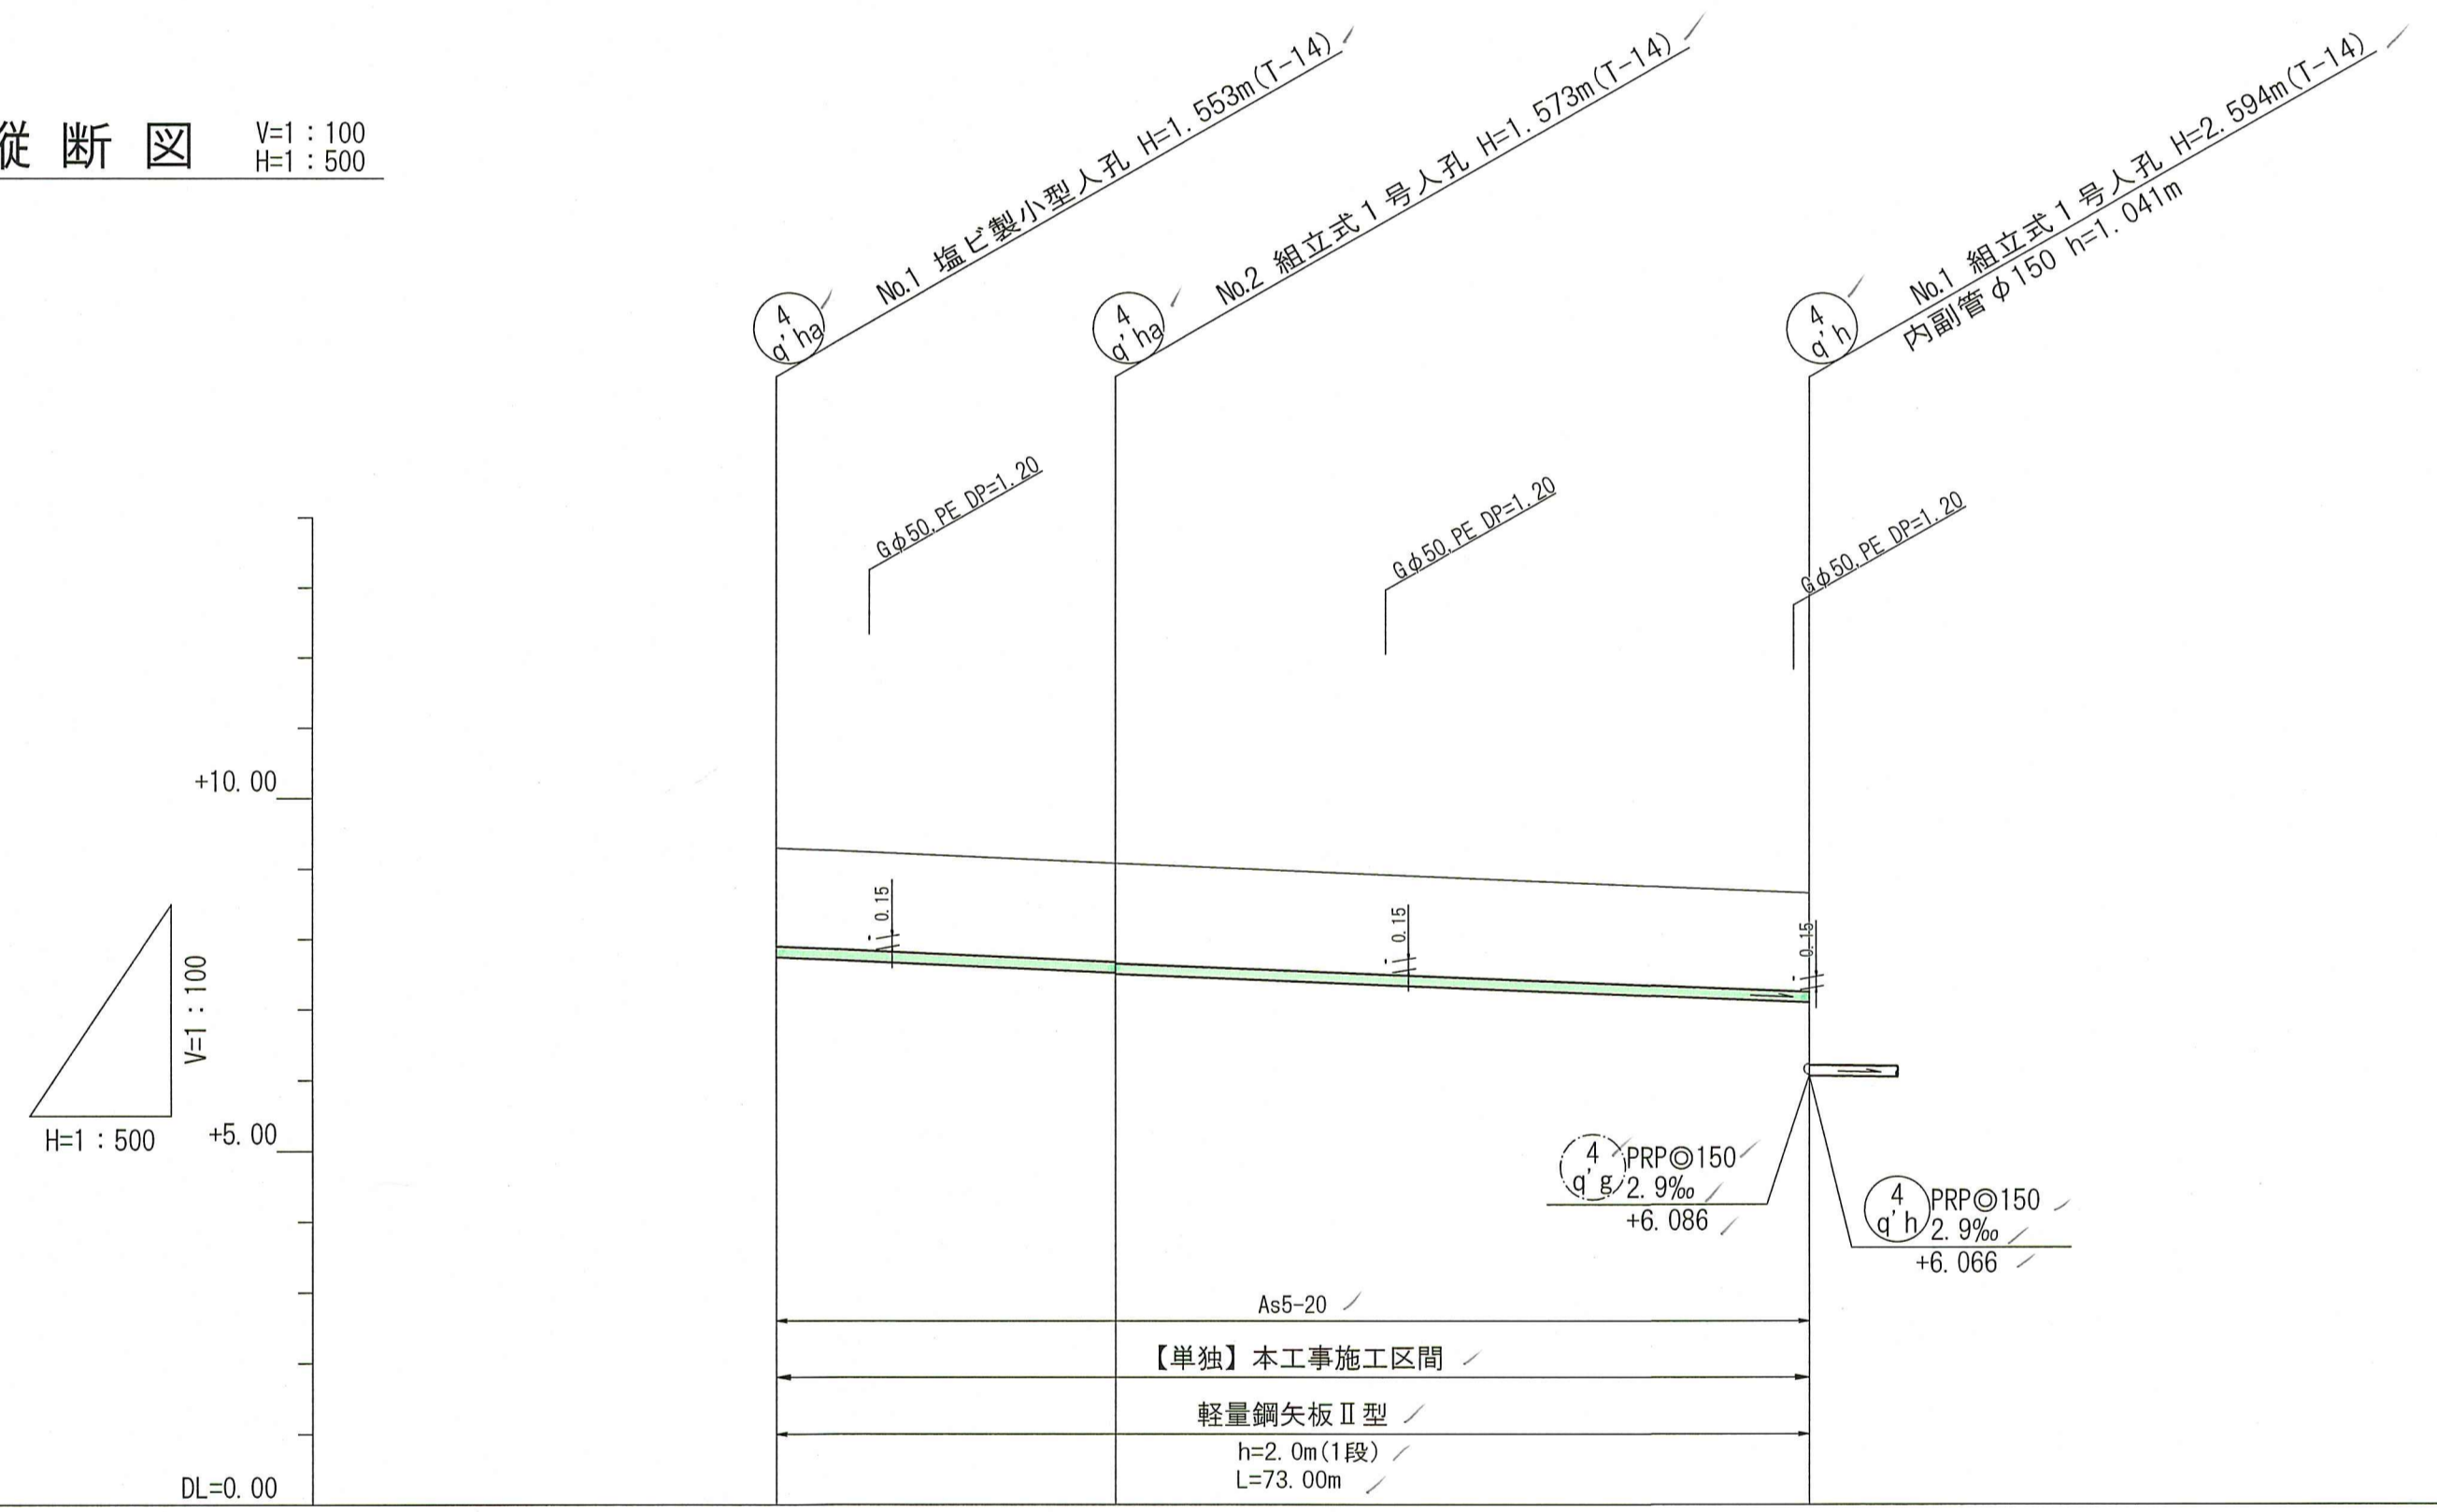 縦断図
V=1:100
H=1:500
4
q'ha
No.1 塩ビ製小型人孔 H=1.553m(T-14)
4
q'ha
No.2 組立式1号人孔 H=1.573m(T-14)
4
q'h
No.1 組立式1号人孔 H=2.594m(T-14)
内副管φ150 h=1.041m
Gφ50,PE DP=1.20
Gφ50,PE DP=1.20
Gφ50,PE DP=1.20
+10.00
0.15
0.15
0.15
V=1:100
H=1:500
+5.00
4
q'g
PRP◎150
2.9‰
+6.086
4
q'h
PRP◎150
2.9‰
+6.066
As5-20
【単独】本工事施工区間
軽量鋼矢板Ⅱ型
h=2.0m(1段)
L=73.00m
DL=0.00